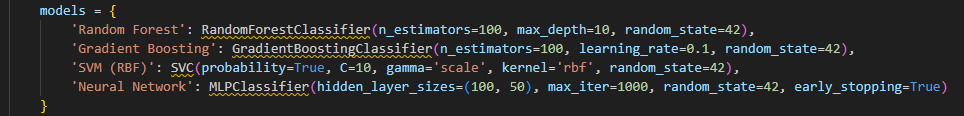 models = {
'Random Forest': RandomForestClassifier(n_estimators=100, max_depth=10, random_state=42),
'Gradient Boosting': GradientBoostingClassifier(n_estimators=100, learning_rate=0.1, random_state=42),
'SVM (RBF)': SVC(probability=True, C=10, gamma='scale', kernel='rbf', random_state=42),
'Neural Network': MLPClassifier(hidden_layer_sizes=(100, 50), max_iter=1000, random_state=42, early_stopping=True)
}